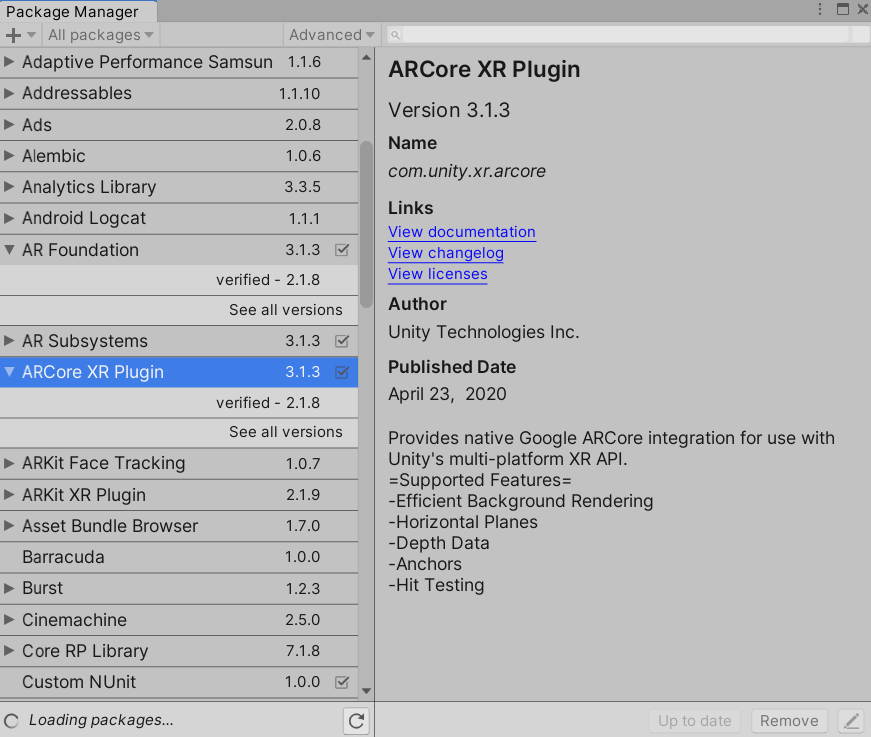 Package Manager
All packages
Advanced
Adaptive Performance Samsun 1.1.6
Addressables 1.1.10
Ads 2.0.8
Alembic 1.0.6
Analytics Library 3.3.5
Android Logcat 1.1.1
AR Foundation 3.1.3
verified - 2.1.8
See all versions
AR Subsystems 3.1.3
ARCore XR Plugin 3.1.3
verified - 2.1.8
See all versions
ARKit Face Tracking 1.0.7
ARKit XR Plugin 2.1.9
Asset Bundle Browser 1.7.0
Barracuda 1.0.0
Burst 1.2.3
Cinemachine 2.5.0
Core RP Library 7.1.8
Custom NUnit 1.0.0
Loading packages...
ARCore XR Plugin
Version 3.1.3
Name
com.unity.xr.arcore
Links
View documentation
View changelog
View licenses
Author
Unity Technologies Inc.
Published Date
April 23, 2020
Provides native Google ARCore integration for use with
Unity's multi-platform XR API.
=Supported Features=
-Efficient Background Rendering
-Horizontal Planes
-Depth Data
-Anchors
-Hit Testing
Up to date
Remove